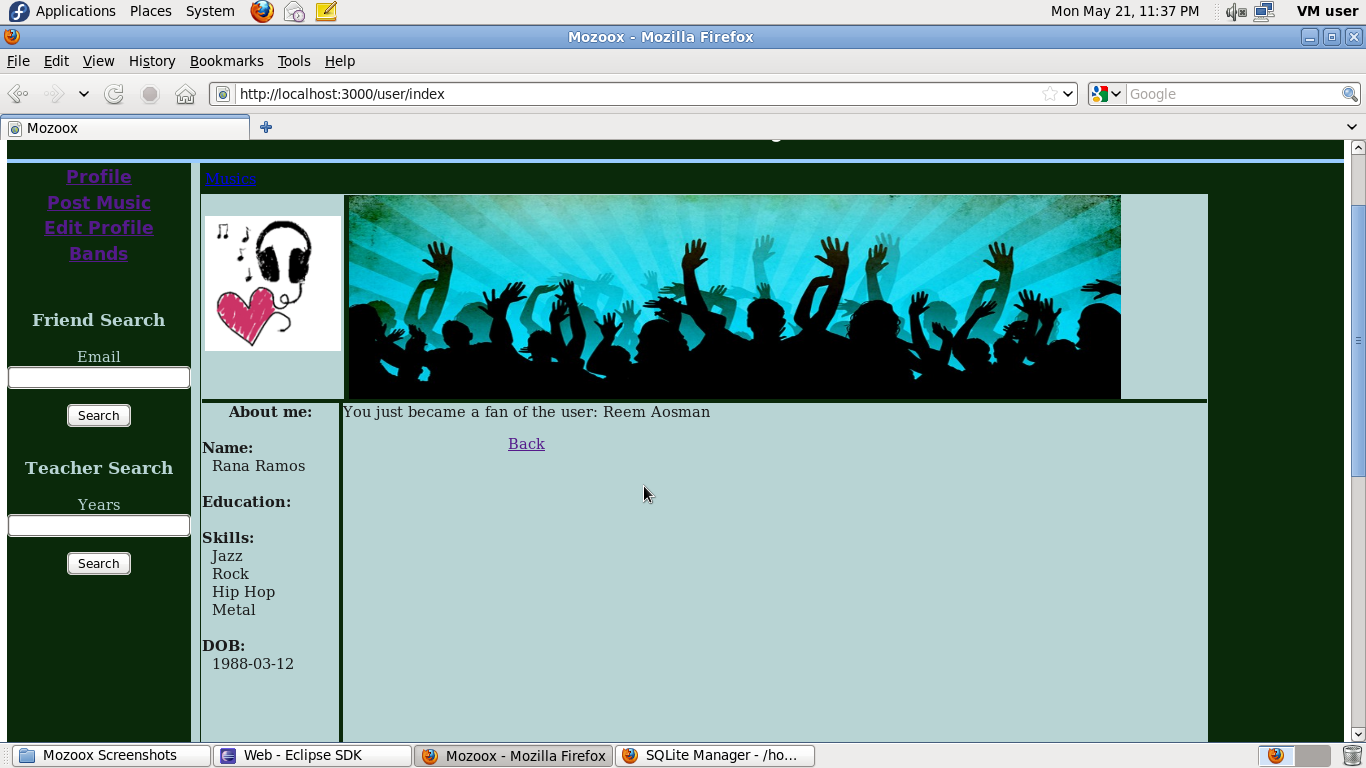 Applications Places System
Mon May 21, 11:37 PM
VM user
Mozoox - Mozilla Firefox
File Edit View History Bookmarks Tools Help
http://localhost:3000/user/index
Google
Mozoox
Profile
Post Music
Edit Profile
Bands
Friend Search
Email
Search
Teacher Search
Years
Search
Musics
About me:
Name:
Rana Ramos
Education:
Skills:
Jazz
Rock
Hip Hop
Metal
DOB:
1988-03-12
You just became a fan of the user: Reem Aosman
Back
Mozoox Screenshots
Web - Eclipse SDK
Mozoox - Mozilla Firefox
SQLite Manager - /ho...